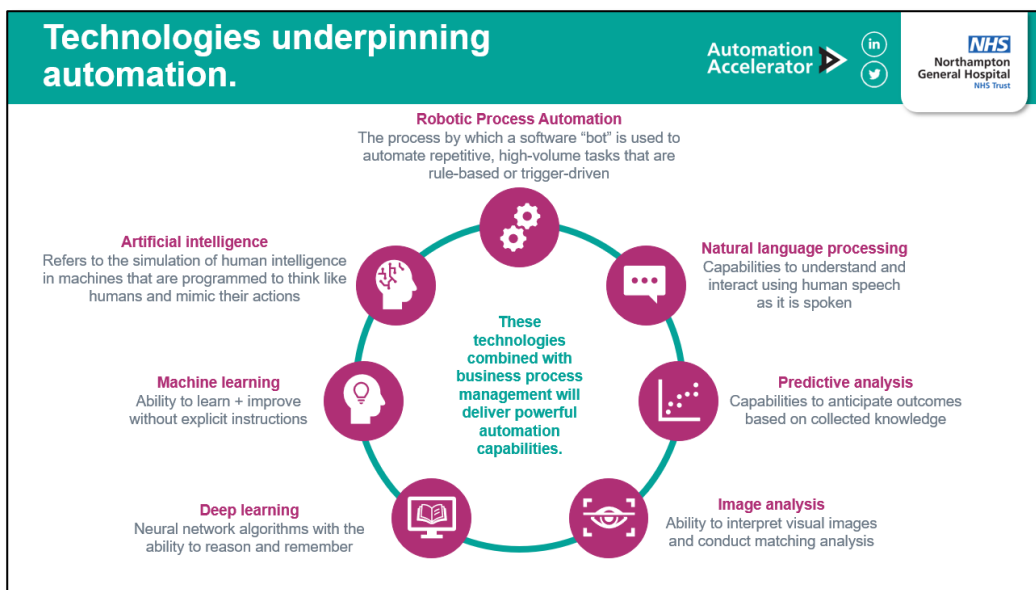 Technologies underpinning
automation.
Automation
Accelerator
in
NHS
Northampton
General Hospital
NHS Trust
Robotic Process Automation
The process by which a software “bot” is used to
automate repetitive, high-volume tasks that are
rule-based or trigger-driven
Artificial intelligence
Refers to the simulation of human intelligence
in machines that are programmed to think like
humans and mimic their actions
Natural language processing
Capabilities to understand and
interact using human speech
as it is spoken
These
technologies
combined with
business process
management will
deliver powerful
automation
capabilities.
Machine learning
Ability to learn + improve
without explicit instructions
Predictive analysis
Capabilities to anticipate outcomes
based on collected knowledge
Deep learning
Neural network algorithms with the
ability to reason and remember
Image analysis
Ability to interpret visual images
and conduct matching analysis